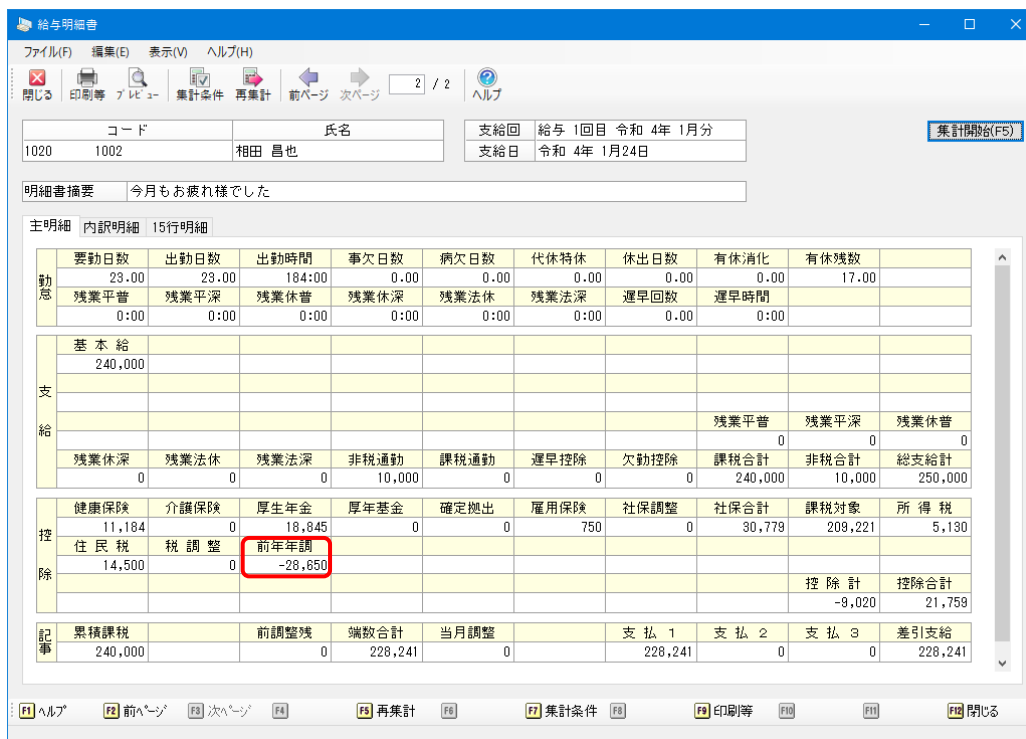 給与明細書
ファイル(F) 編集(E) 表示(V) ヘルプ(H)
閉じる 印刷等 プレビュー 集計条件 再集計 前ページ 次ページ 2 / 2 ヘルプ
コード 氏名 支給回 給与 1回目 令和 4年 1月分 集計開始(F5)
1020 1002 相田 昌也 支給日 令和 4年 1月24日
明細書摘要 今月もお疲れ様でした
主明細 内訳明細 15行明細
勤怠
要勤日数 出勤日数 出勤時間 事欠日数 病欠日数 代休特休 休出日数 有休消化 有休残数
23.00 23.00 184:00 0.00 0.00 0.00 0.00 0.00 17.00
残業平普 残業平深 残業休普 残業休深 残業法休 残業法深 遅早回数 遅早時間
0:00 0:00 0:00 0:00 0:00 0:00 0.00 0:00
支給
基本給
240,000
残業平普 残業平深 残業休普
0 0 0
残業休深 残業法休 残業法深 非税通勤 課税通勤 遅早控除 欠勤控除 課税合計 非税合計 総支給計
0 0 0 10,000 0 0 0 240,000 10,000 250,000
控除
健康保険 介護保険 厚生年金 厚年基金 確定拠出 雇用保険 社保調整 社保合計 課税対象 所得税
11,184 0 18,845 0 0 750 0 30,779 209,221 5,130
住民税 税調整 前年年調
14,500 0 -28,650
控除計 控除合計
-9,020 21,759
記事
累積課税 前調整残 端数合計 当月調整 支払1 支払2 支払3 差引支給
240,000 0 228,241 0 228,241 0 0 228,241
F1 ヘルプ F2 前ページ F3 次ページ F4 F5 再集計 F6 F7 集計条件 F8 F9 印刷等 F10 F11 F12 閉じる